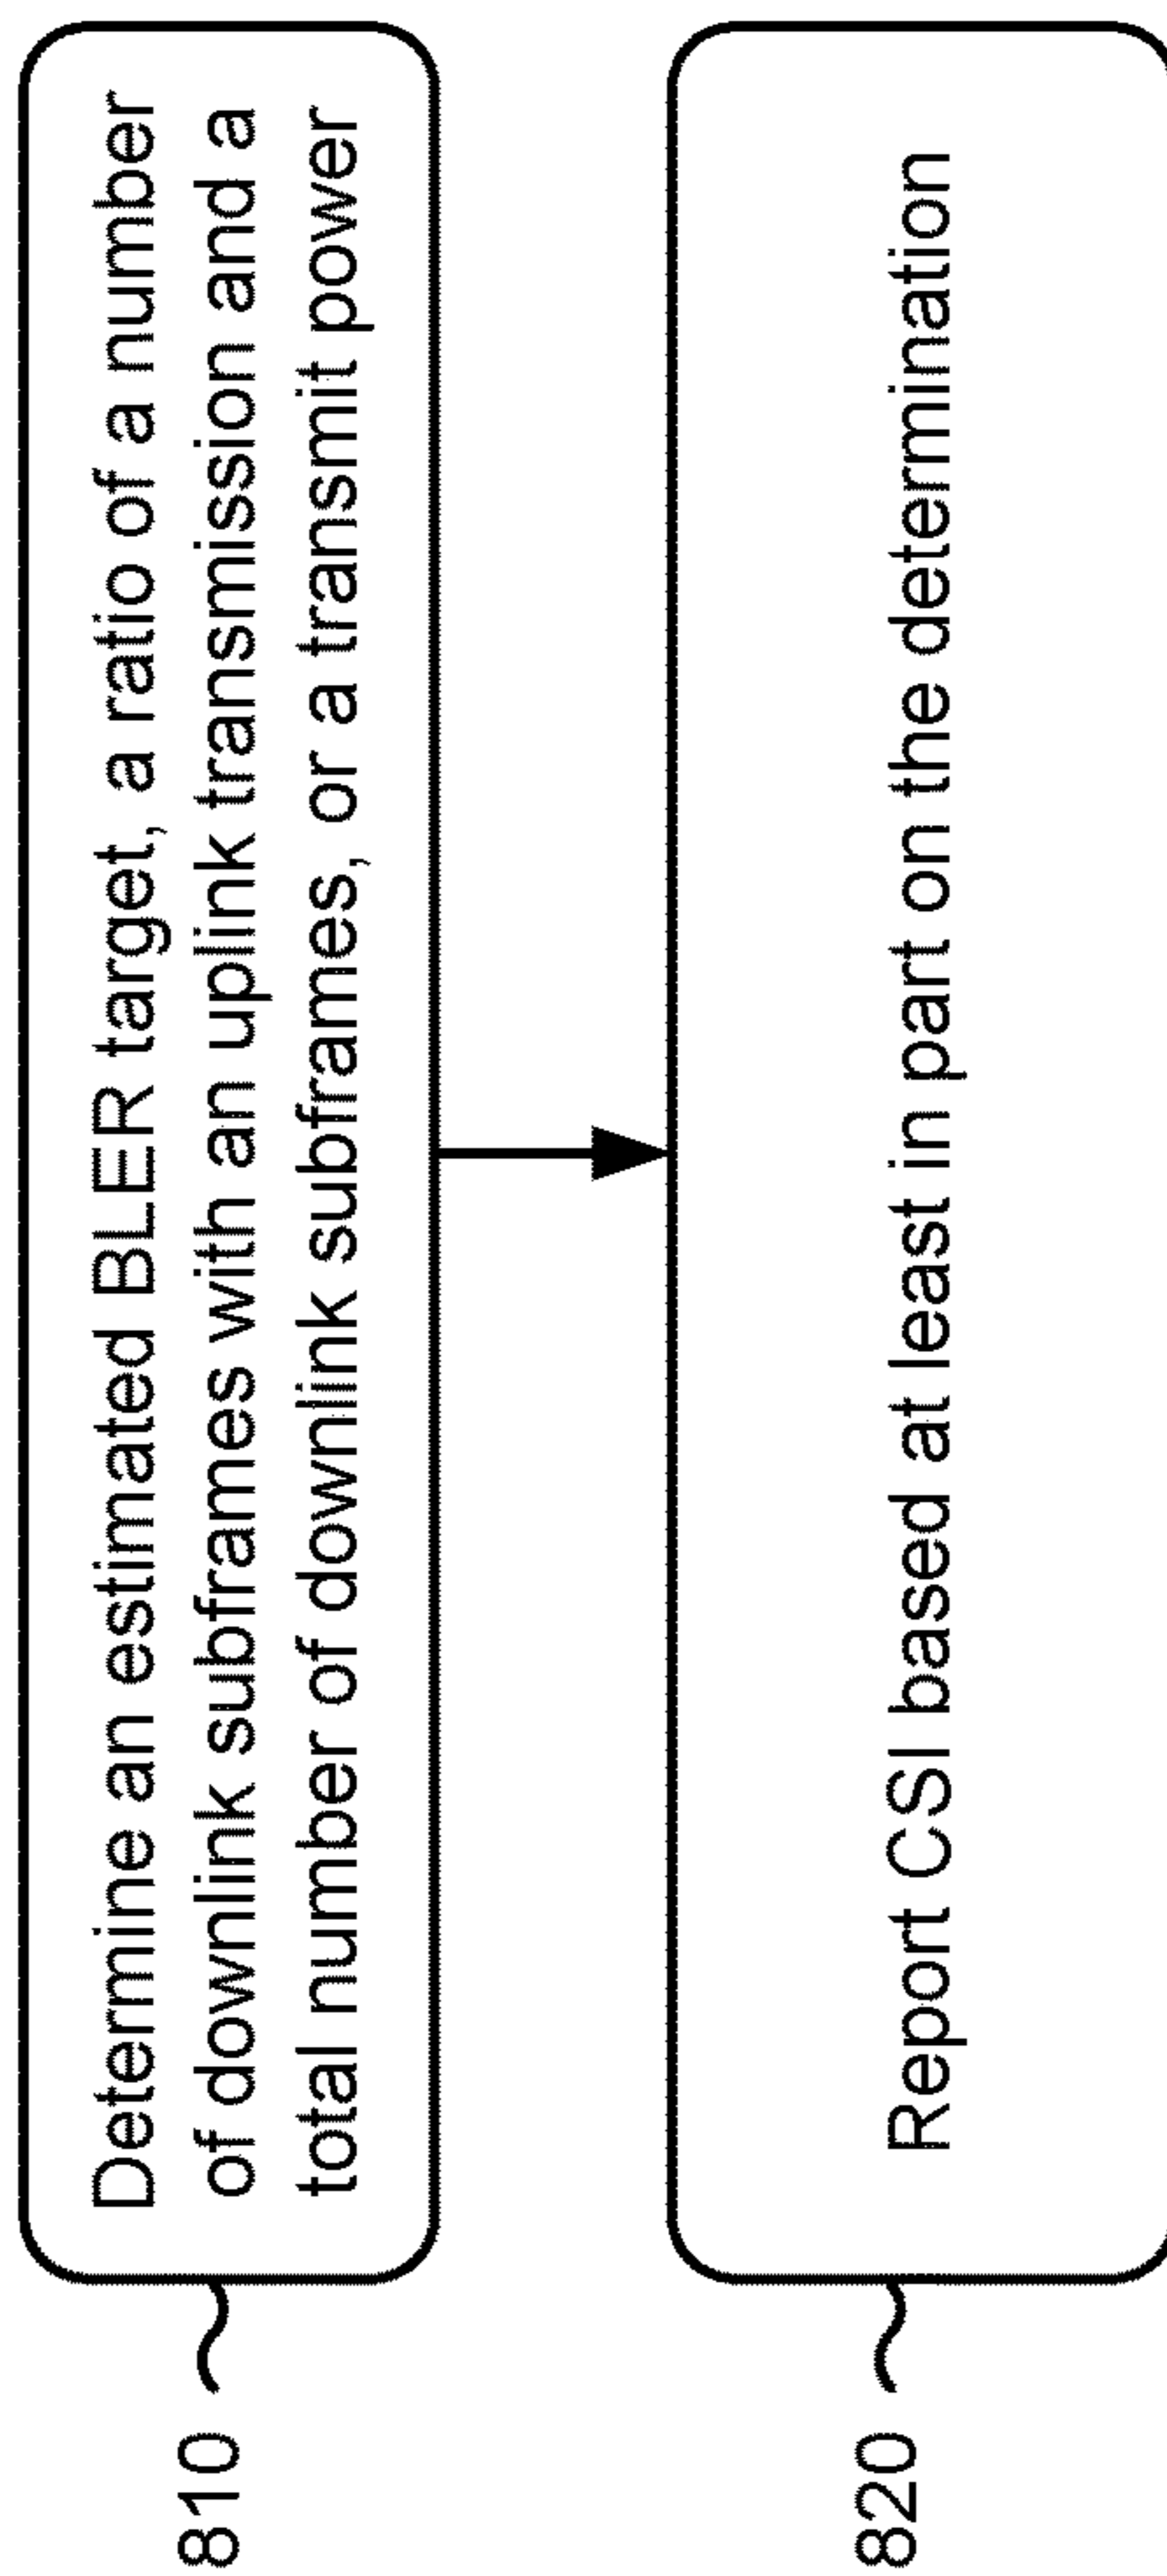 810
Determine an estimated BLER target, a ratio of a number
of downlink subframes with an uplink transmission and a
total number of downlink subframes, or a transmit power
820
Report CSI based at least in part on the determination